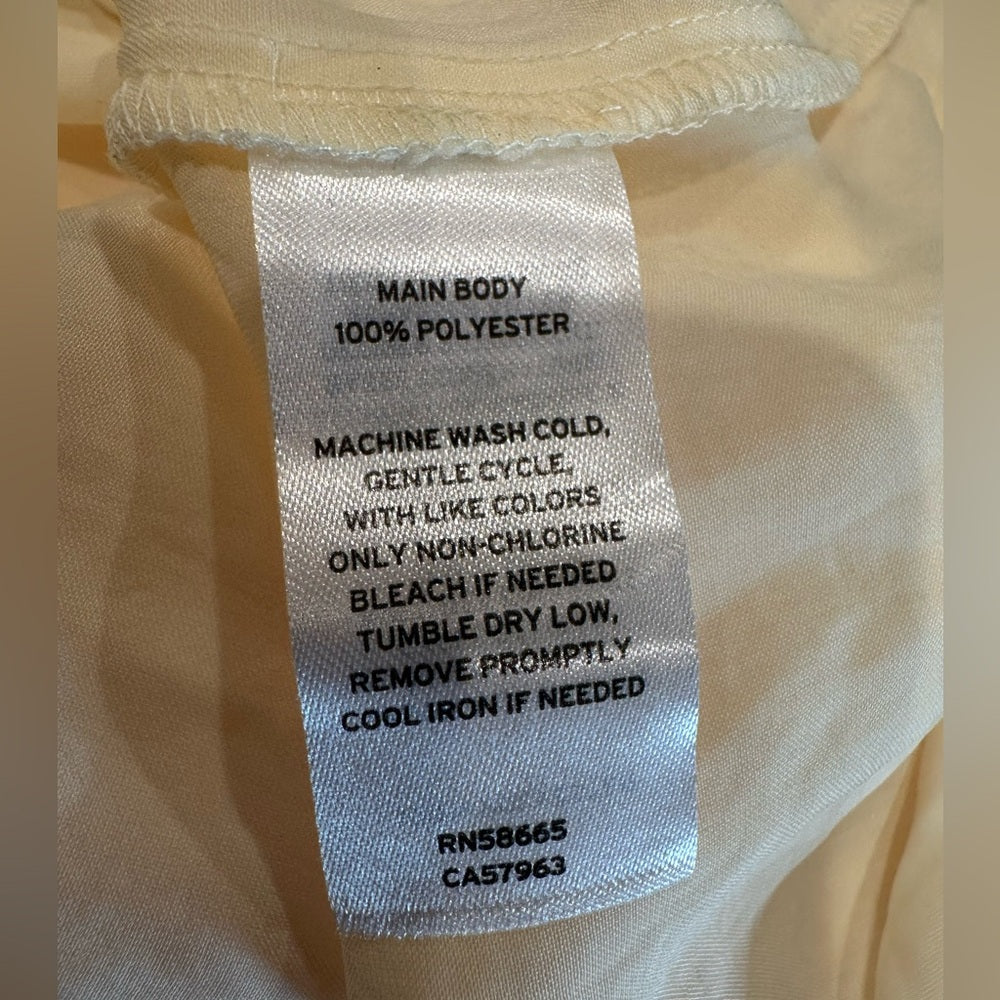 MAIN BODY
100% POLYESTER
MACHINE WASH COLD,
GENTLE CYCLE,
WITH LIKE COLORS
ONLY NON-CHLORINE
BLEACH IF NEEDED
TUMBLE DRY LOW,
REMOVE PROMPTLY
COOL IRON IF NEEDED
RN58665
CA57963